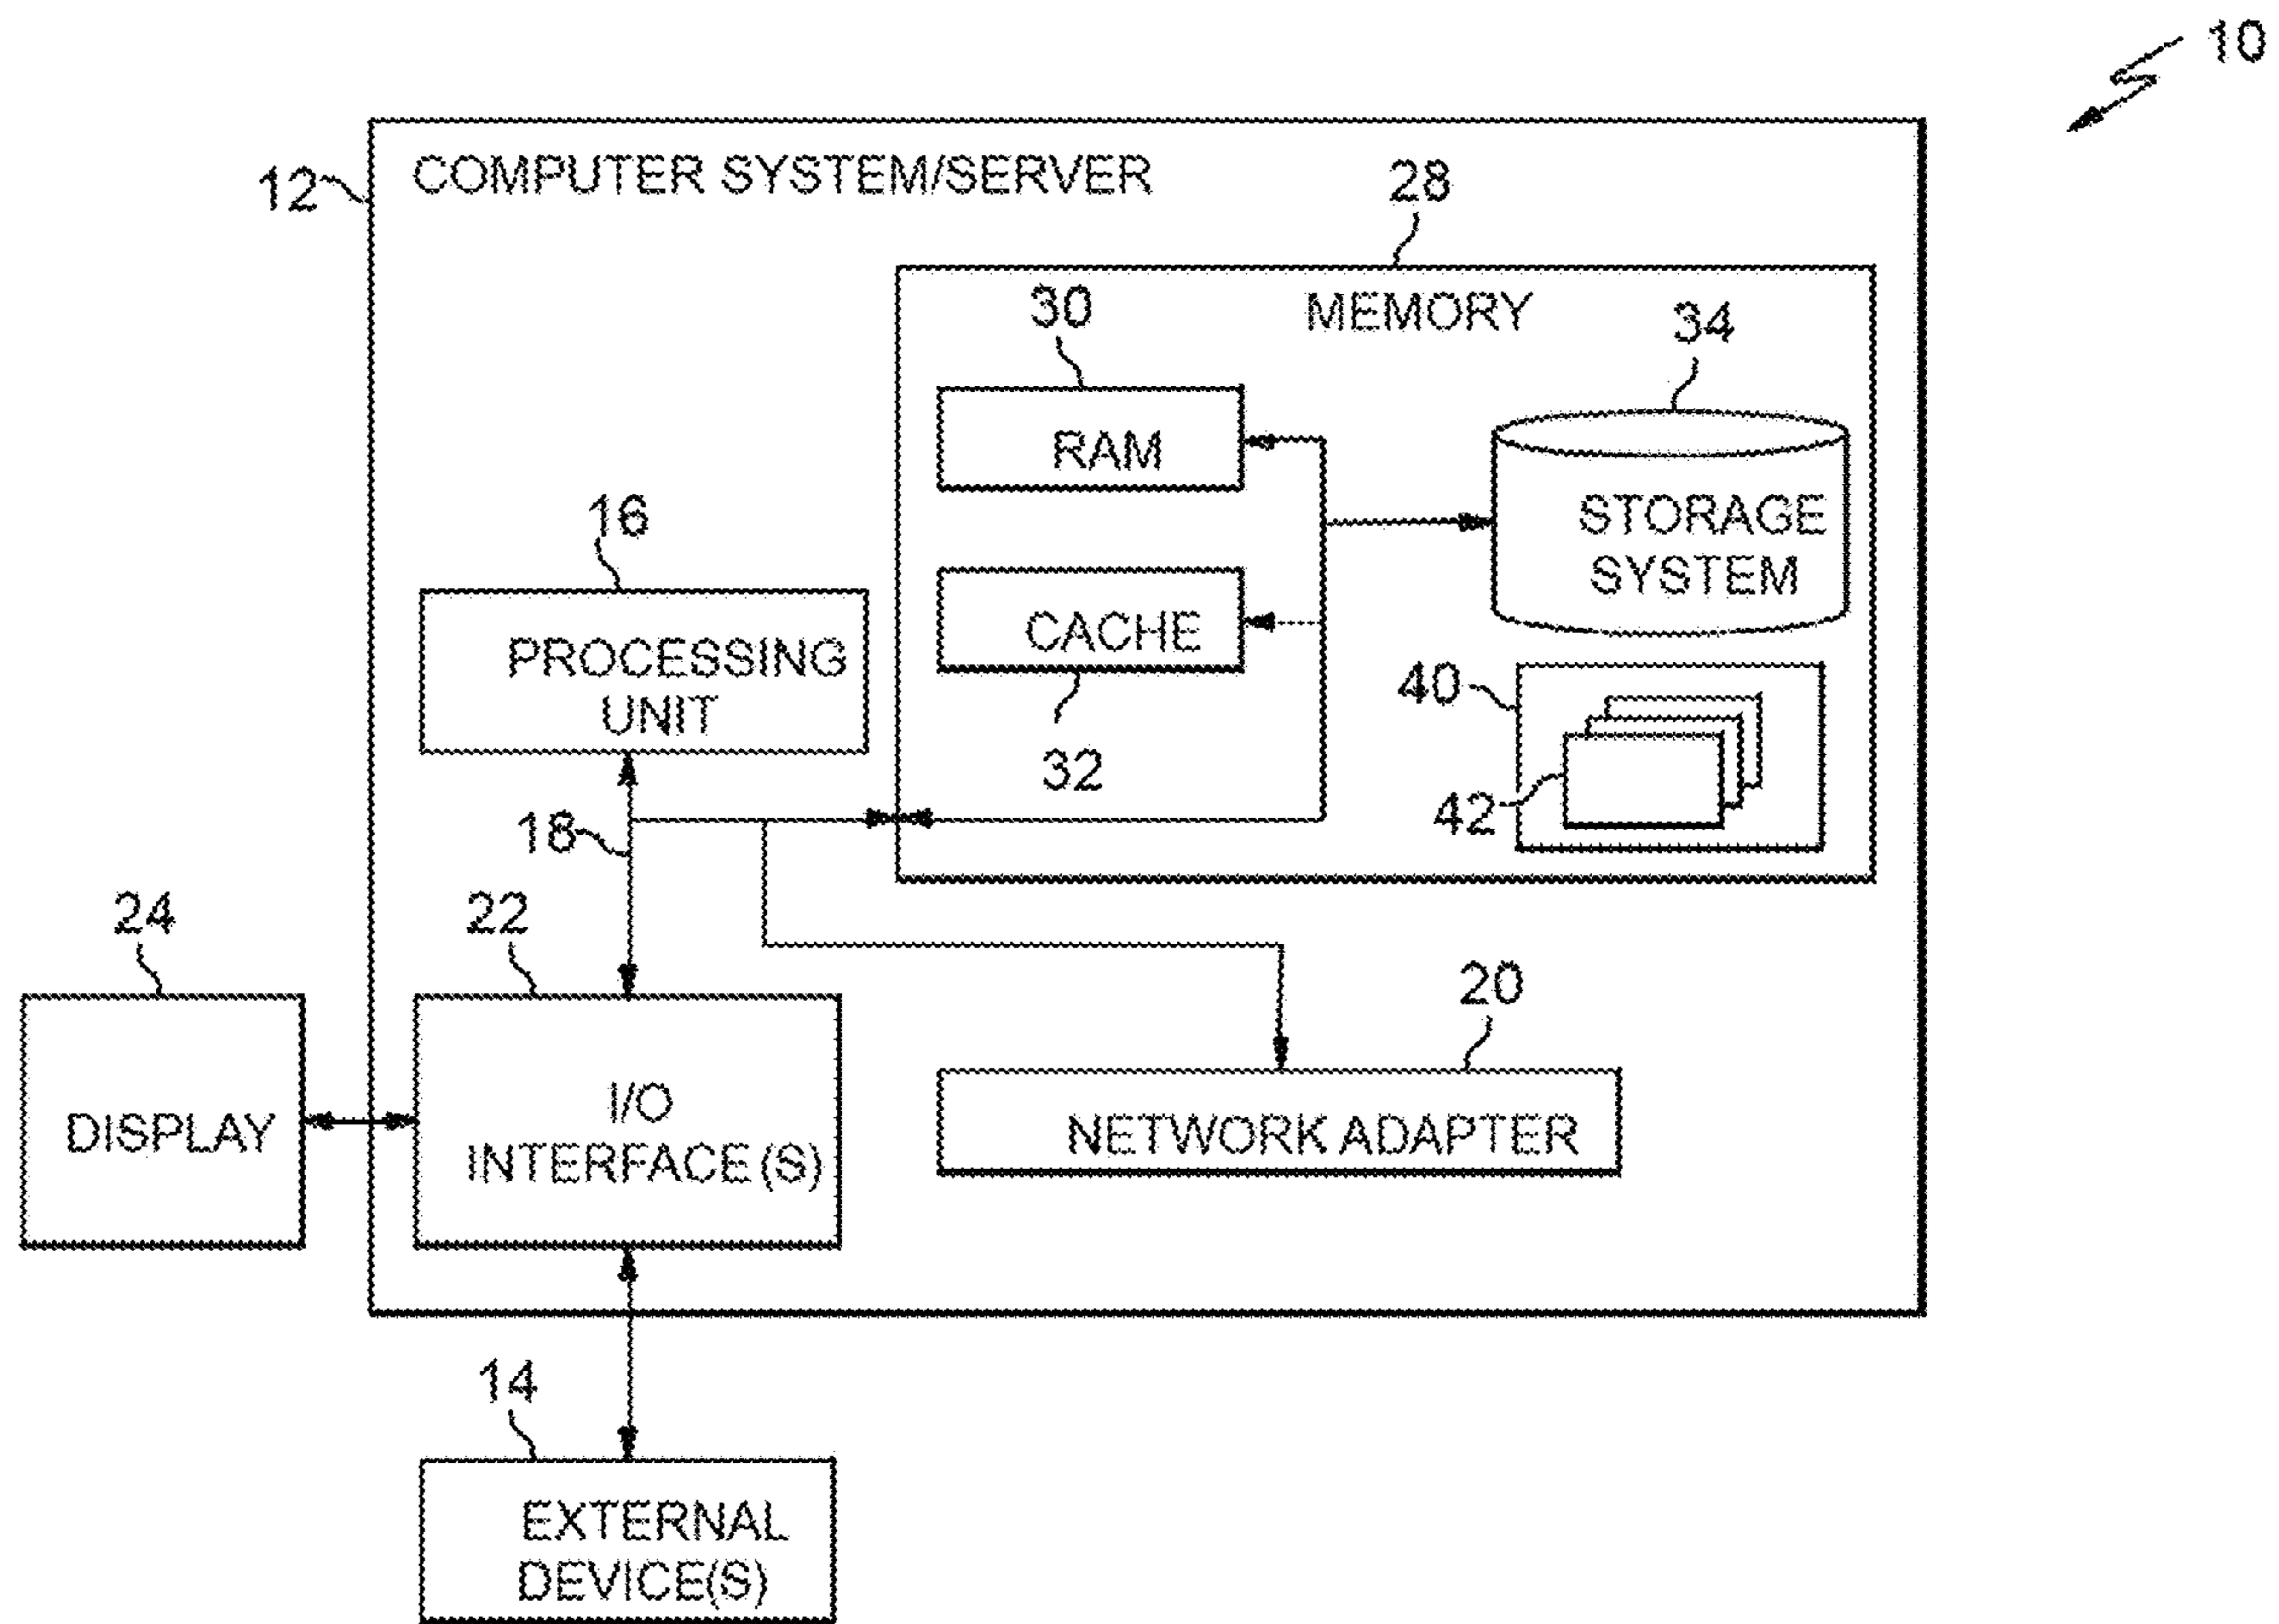 10
12
COMPUTER SYSTEM/SERVER
28
MEMORY
30
34
RAM
STORAGE
SYSTEM
16
CACHE
PROCESSING
UNIT
32
40
42
18
24
22
20
DISPLAY
I/O
INTERFACE(S)
NETWORK ADAPTER
14
EXTERNAL
DEVICE(S)